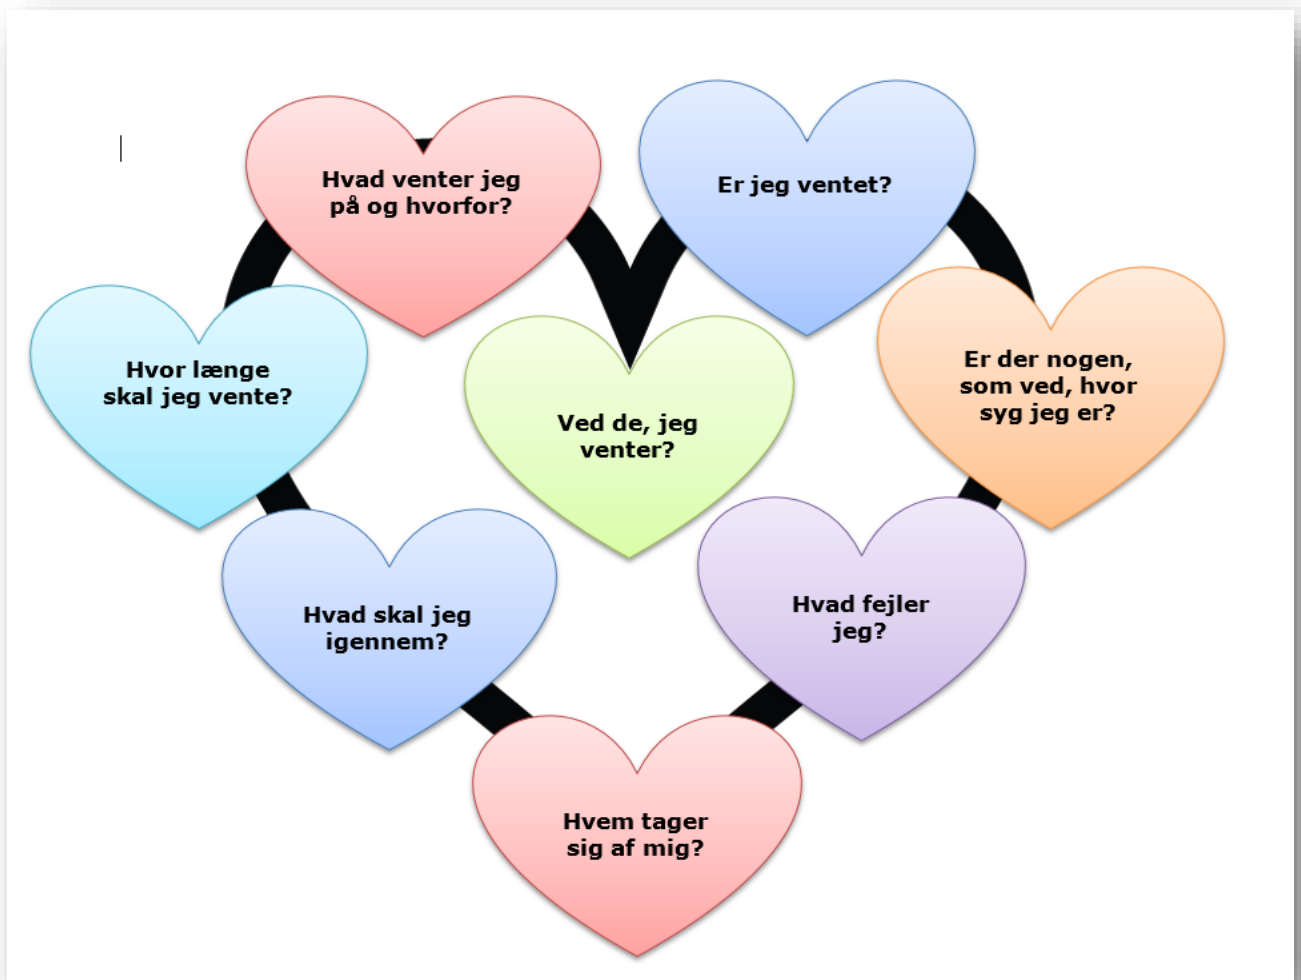 Hvad venter jeg
på og hvorfor?
Er jeg ventet?
Hvor længe
skal jeg vente?
Ved de, jeg
venter?
Er der nogen,
som ved, hvor
syg jeg er?
Hvad skal jeg
igennem?
Hvad fejler
jeg?
Hvem tager
sig af mig?